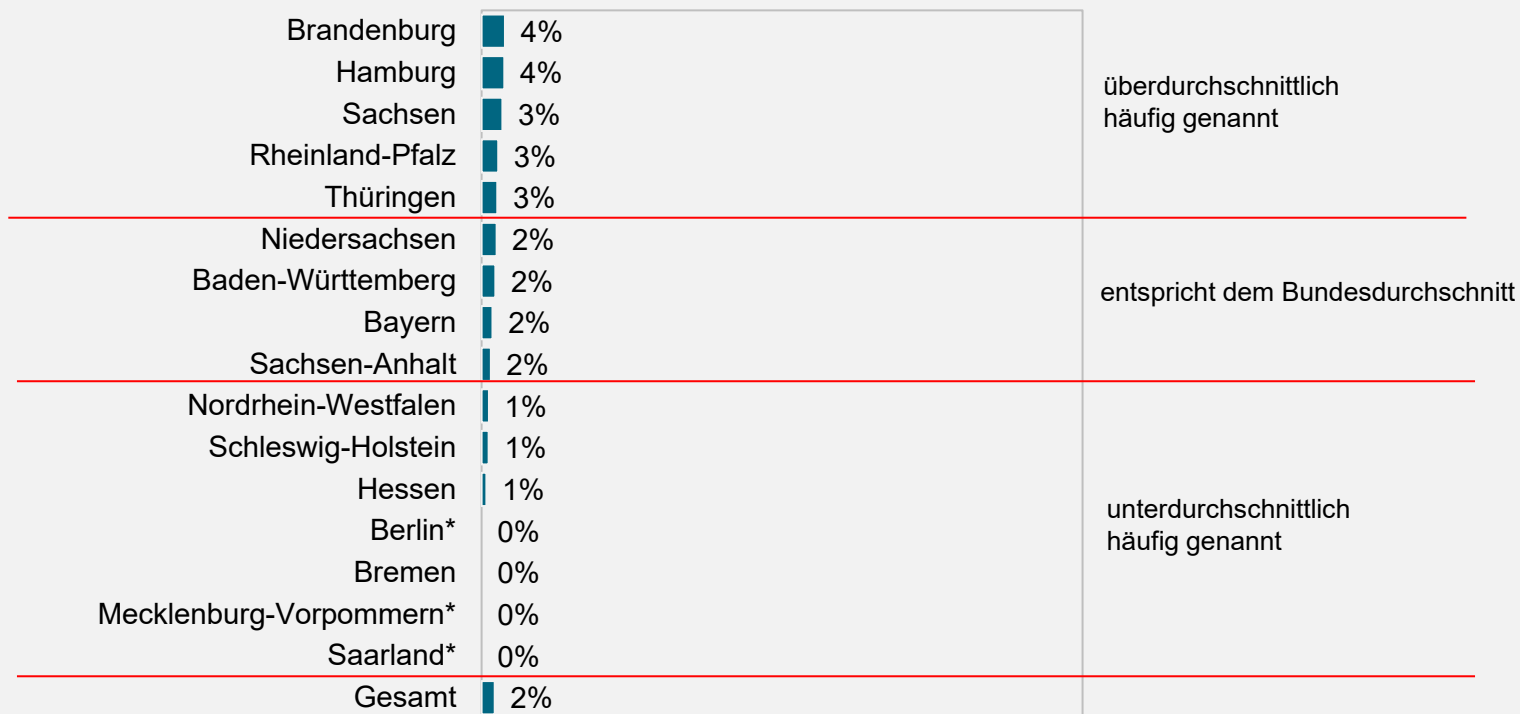 Brandenburg 4%
Hamburg 4%
Sachsen 3%
Rheinland-Pfalz 3%
Thüringen 3%
überdurchschnittlich
häufig genannt
Niedersachsen 2%
Baden-Württemberg 2%
Bayern 2%
Sachsen-Anhalt 2%
entspricht dem Bundesdurchschnitt
Nordrhein-Westfalen 1%
Schleswig-Holstein 1%
Hessen 1%
Berlin* 0%
Bremen 0%
Mecklenburg-Vorpommern* 0%
Saarland* 0%
unterdurchschnittlich
häufig genannt
Gesamt 2%